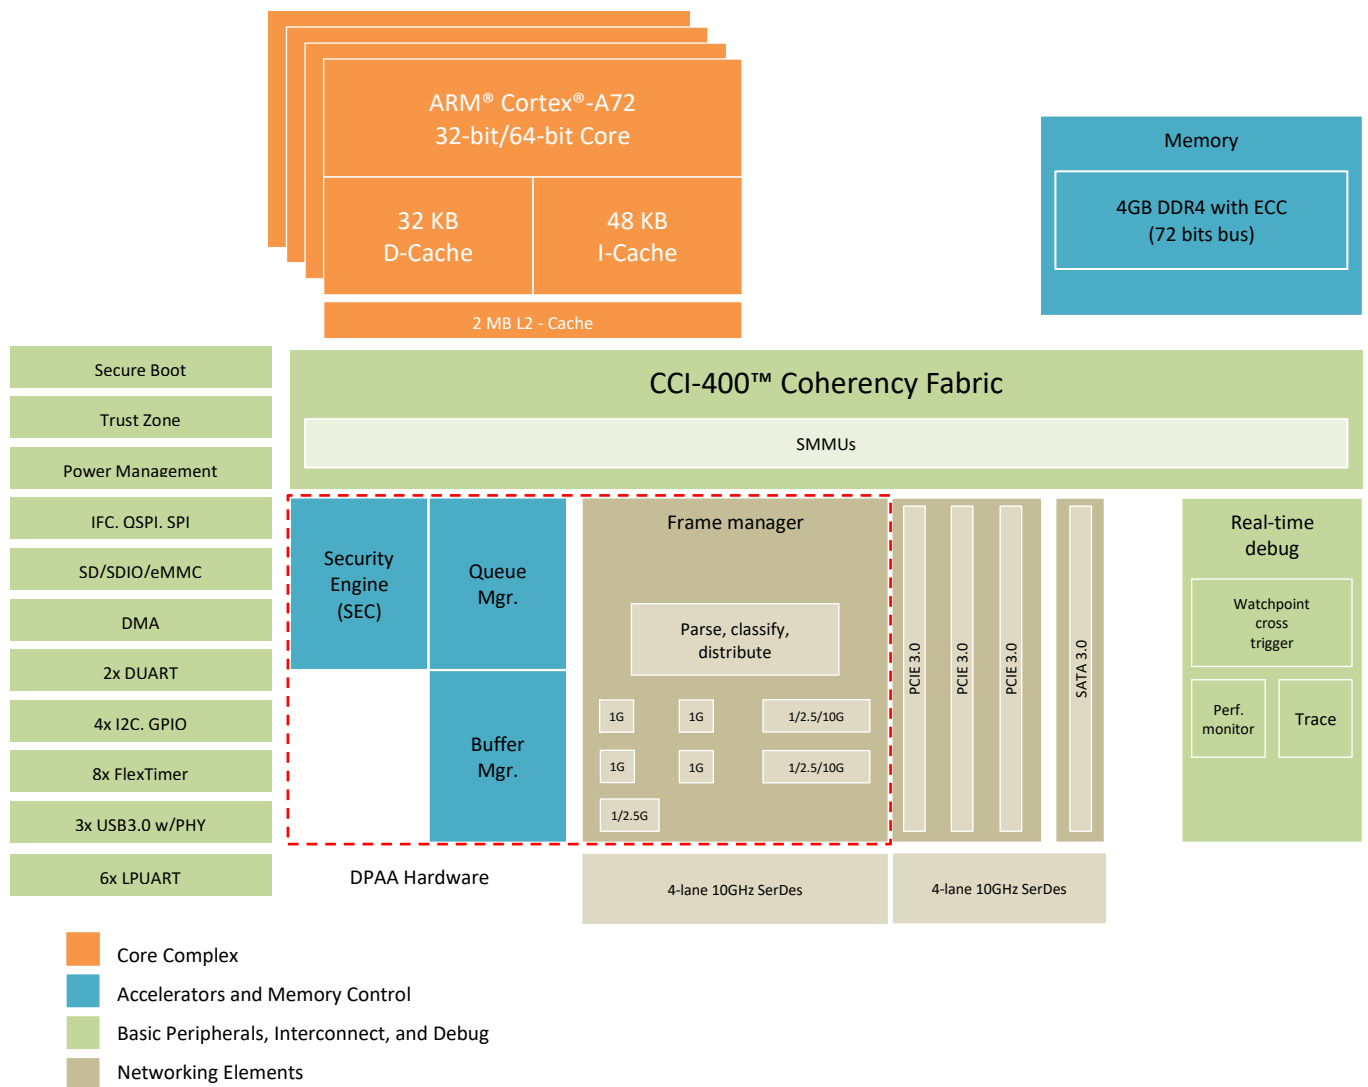 ARM® Cortex®-A72
32-bit/64-bit Core
32 KB
D-Cache
48 KB
I-Cache
2 MB L2 - Cache
Memory
4GB DDR4 with ECC
(72 bits bus)
Secure Boot
Trust Zone
Power Management
IFC, QSPI, SPI
SD/SDIO/eMMC
DMA
2x DUART
4x I2C, GPIO
8x FlexTimer
3x USB3.0 w/PHY
6x LPUART
CCI-400™ Coherency Fabric
SMMUs
Security
Engine
(SEC)
Queue
Mgr.
Buffer
Mgr.
DPAA Hardware
Frame manager
Parse, classify,
distribute
1G
1G
1/2.5/10G
1G
1G
1/2.5/10G
1/2.5G
4-lane 10GHz SerDes
PCIE 3.0
PCIE 3.0
PCIE 3.0
SATA 3.0
4-lane 10GHz SerDes
Real-time
debug
Watchpoint
cross
trigger
Perf.
monitor
Trace
Core Complex
Accelerators and Memory Control
Basic Peripherals, Interconnect, and Debug
Networking Elements